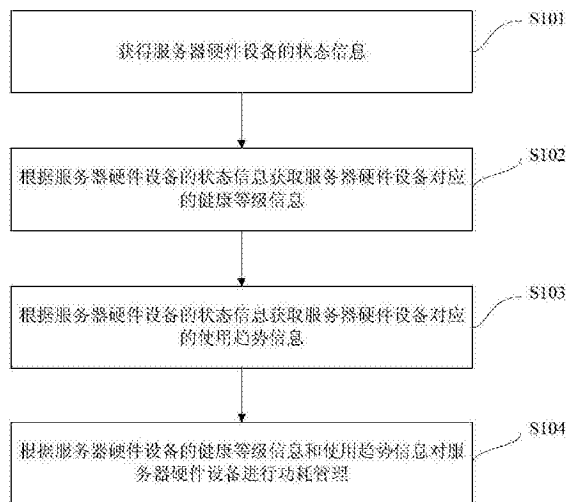 S101
获得服务器硬件设备的状态信息
S102
根据服务器硬件设备的状态信息获取服务器硬件设备对应
的健康等级信息
S103
根据服务器硬件设备的状态信息获取服务器硬件设备对应
的使用趋势信息
S104
根据服务器硬件设备的健康等级信息和使用趋势信息对服
务器硬件设备进行功耗管理